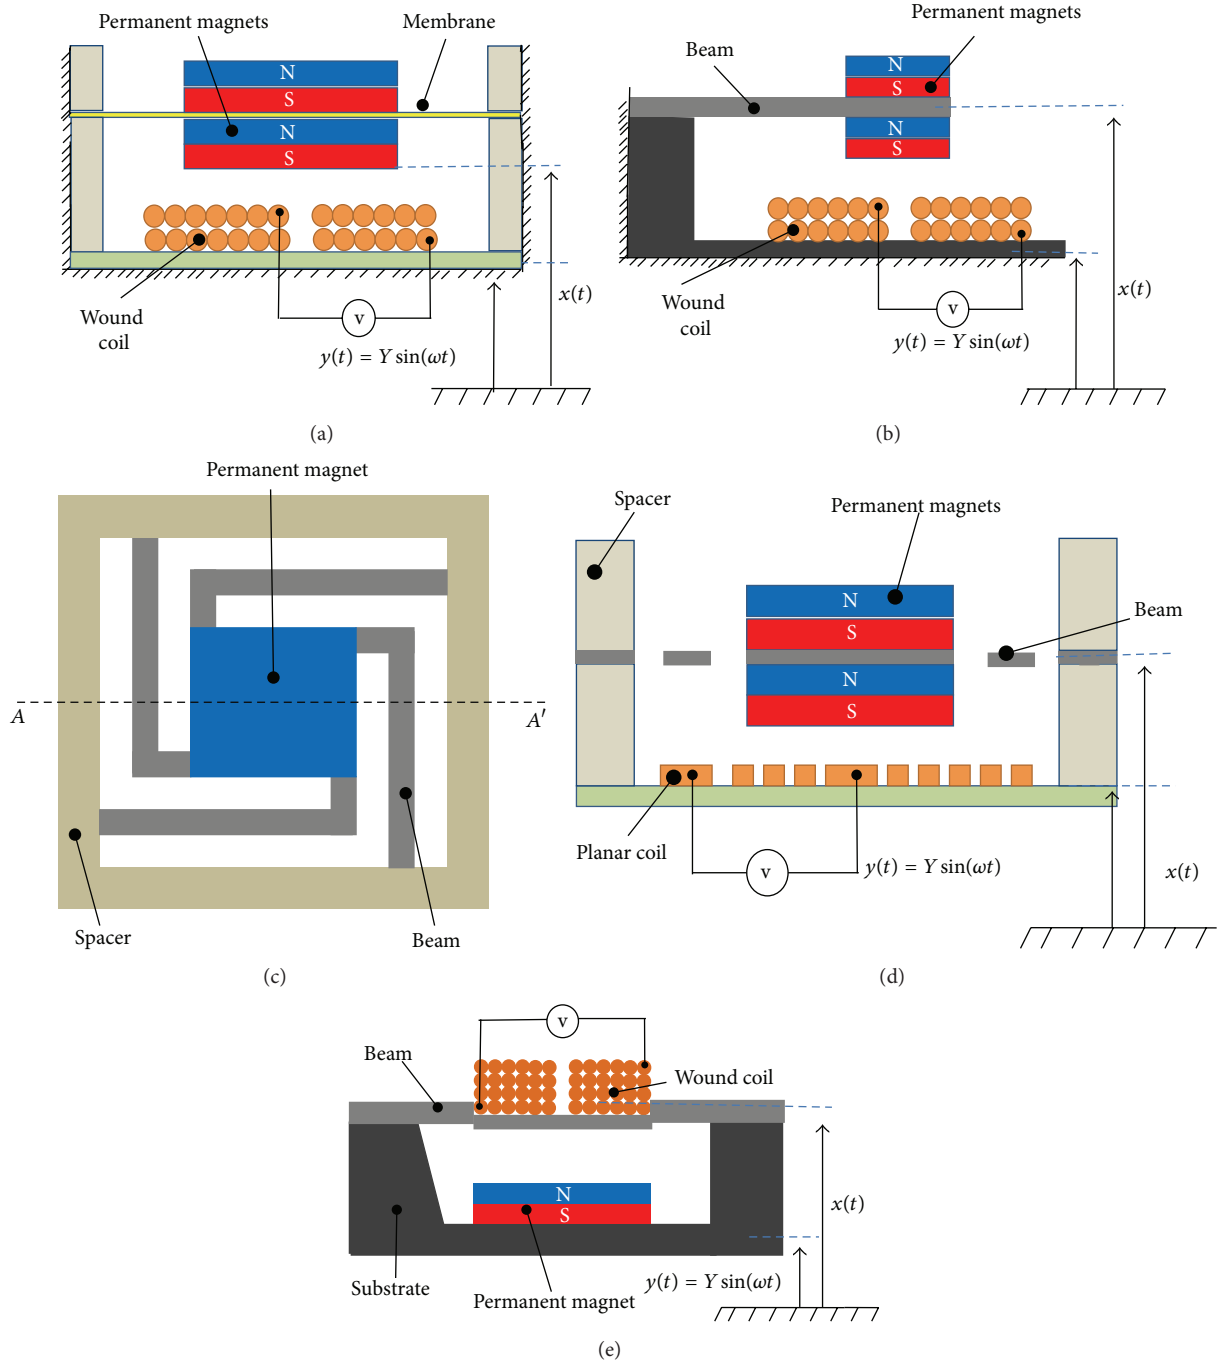 Permanent magnets
Membrane
N
S
N
S
Wound
coil
v
y(t) = Y sin(ωt)
x(t)
(a)
Permanent magnets
Beam
N
S
N
S
Wound
coil
v
y(t) = Y sin(ωt)
x(t)
(b)
Permanent magnet
A
A′
Spacer
Beam
(c)
Spacer
Permanent magnets
N
S
N
S
Beam
Planar coil
v
y(t) = Y sin(ωt)
x(t)
(d)
v
Beam
Wound coil
N
S
x(t)
Substrate
y(t) = Y sin(ωt)
Permanent magnet
(e)